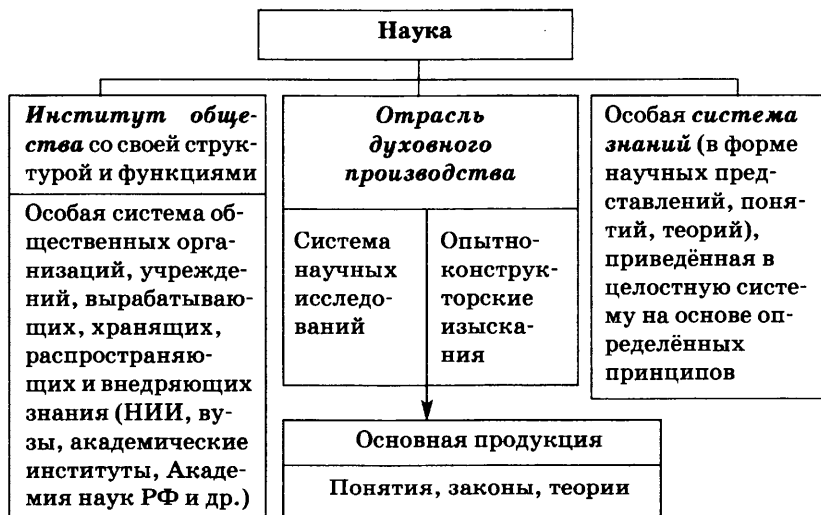 Наука
Институт обще-
ства со своей струк-
турой и функциями
Особая система об-
щественных орга-
низаций, учрежде-
ний, вырабатываю-
щих, хранящих,
распространяю-
щих и внедряющих
знания (НИИ, ву-
зы, академические
институты, Акаде-
мия наук РФ и др.)
Отрасль
духовного
производства
Система
научных
исследо-
ваний
Опытно-
конструк-
торские
изыска-
ния
Основная продукция
Понятия, законы, теории
Особая система
знаний (в форме
научных пред-
ставлений, поня-
тий, теорий),
приведённая в
целостную систе-
му на основе оп-
ределённых
принципов